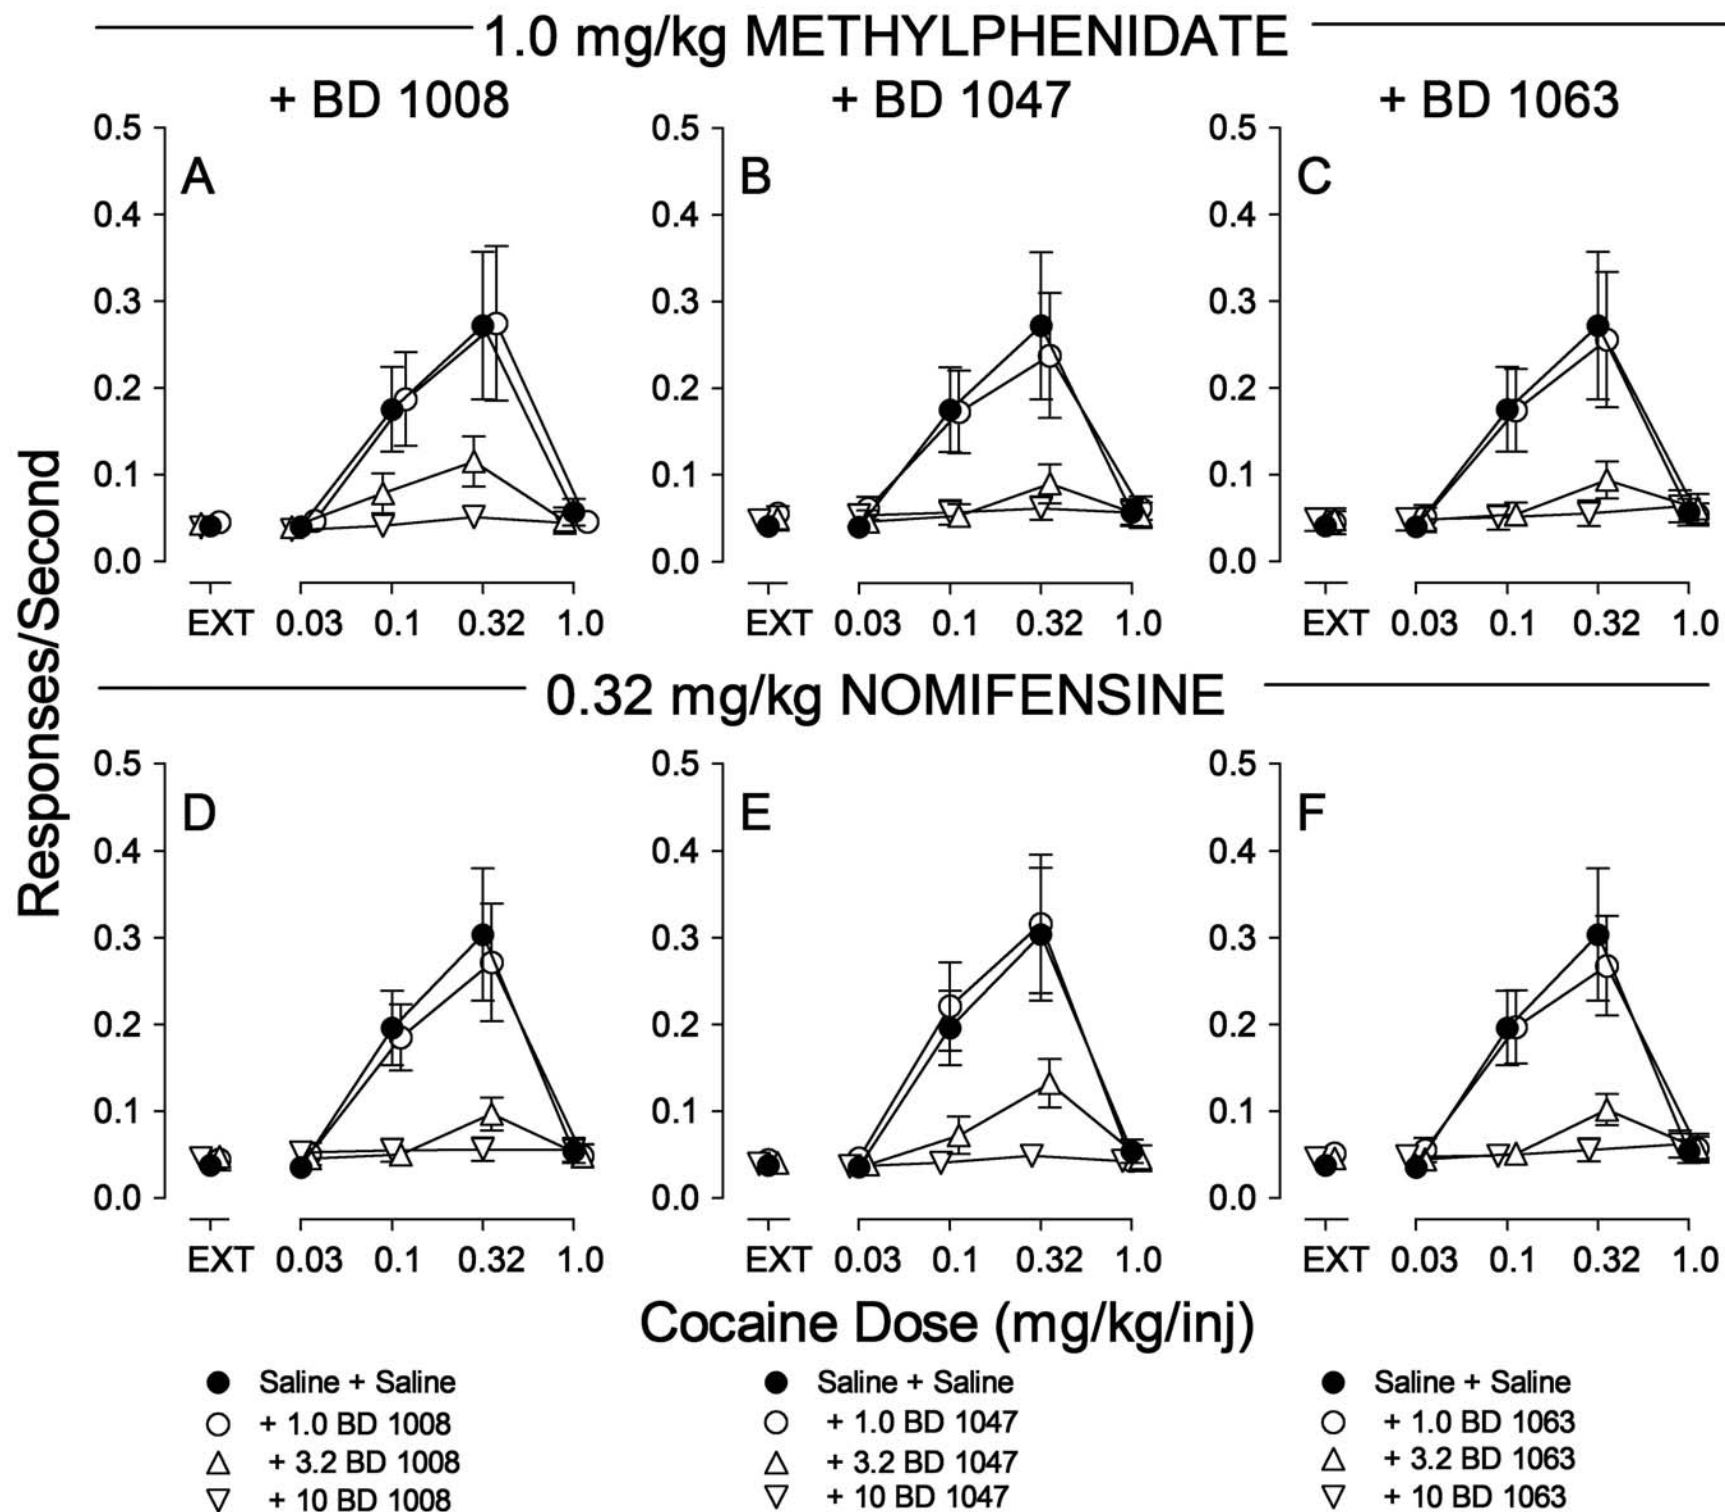 1.0 mg/kg METHYLPHENIDATE
+ BD 1008
+ BD 1047
+ BD 1063
Responses/Second
A
0.5
0.4
0.3
0.2
0.1
0.0
EXT 0.03 0.1 0.32 1.0
B
0.5
0.4
0.3
0.2
0.1
0.0
EXT 0.03 0.1 0.32 1.0
C
0.5
0.4
0.3
0.2
0.1
0.0
EXT 0.03 0.1 0.32 1.0
0.32 mg/kg NOMIFENSINE
D
0.5
0.4
0.3
0.2
0.1
0.0
EXT 0.03 0.1 0.32 1.0
E
0.5
0.4
0.3
0.2
0.1
0.0
EXT 0.03 0.1 0.32 1.0
F
0.5
0.4
0.3
0.2
0.1
0.0
EXT 0.03 0.1 0.32 1.0
Cocaine Dose (mg/kg/inj)
Saline + Saline
+ 1.0 BD 1008
+ 3.2 BD 1008
+ 10 BD 1008
Saline + Saline
+ 1.0 BD 1047
+ 3.2 BD 1047
+ 10 BD 1047
Saline + Saline
+ 1.0 BD 1063
+ 3.2 BD 1063
+ 10 BD 1063